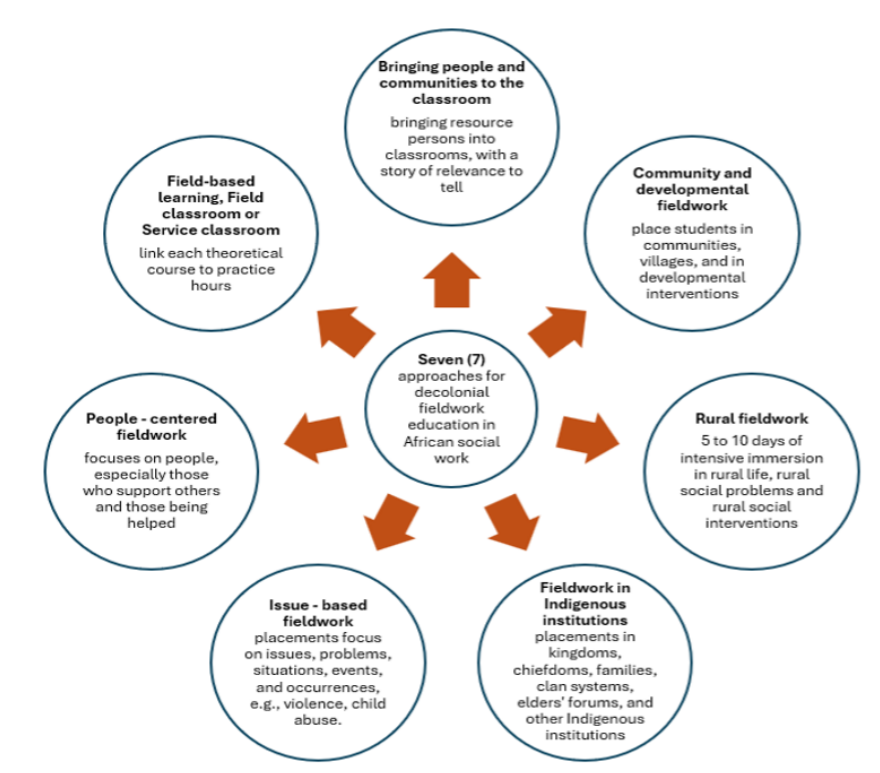 Bringing people and
communities to the
classroom
bringing resource
persons into
classrooms, with a
story of relevance to
tell
Field-based
learning, Field
classroom or
Service classroom
link each theoretical
course to practice
hours
Community and
developmental
fieldwork
place students in
communities,
villages, and in
developmental
interventions
Seven (7)
approaches for
decolonial
fieldwork
education in
African social
work
People - centered
fieldwork
focuses on people,
especially those
who support others
and those being
helped
Rural fieldwork
5 to 10 days of
intensive immersion
in rural life, rural
social problems and
rural social
interventions
Issue - based
fieldwork
placements focus
on issues, problems,
situations, events,
and occurrences,
e.g., violence, child
abuse.
Fieldwork in
Indigenous
institutions
placements in
kingdoms,
chiefdoms, families,
clan systems,
elders' forums, and
other Indigenous
institutions